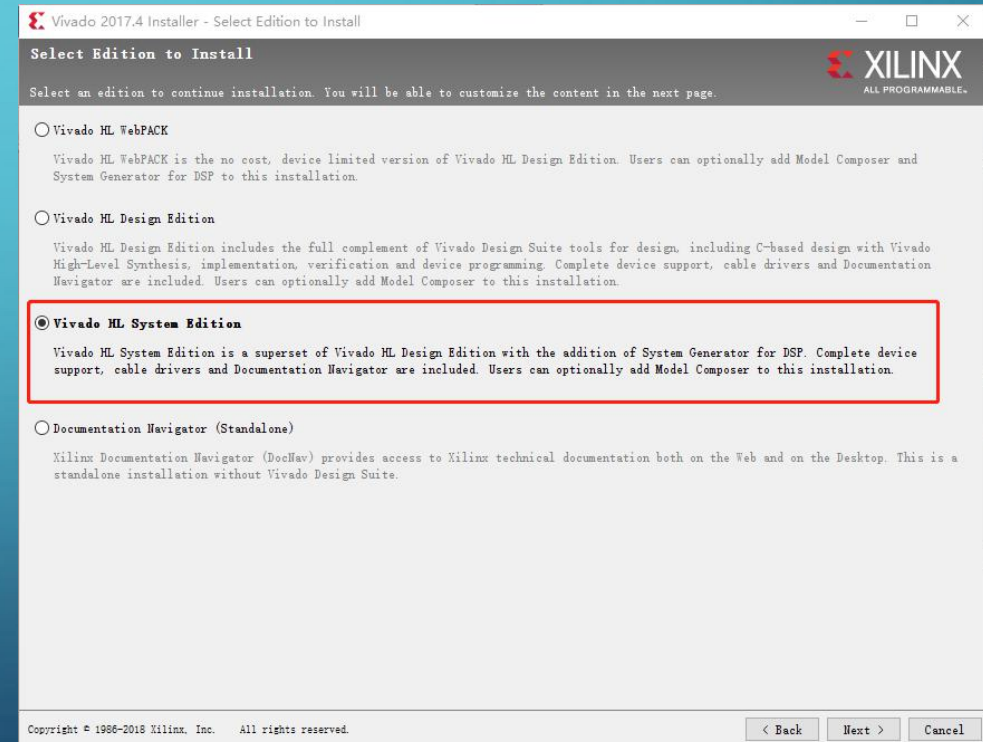 Vivado 2017.4 Installer - Select Edition to Install
Select Edition to Install
XILINX
ALL PROGRAMMABLE.
Select an edition to continue installation. You will be able to customize the content in the next page.
Vivado HL WebPACK
Vivado HL WebPACK is the no cost, device limited version of Vivado HL Design Edition. Users can optionally add Model Composer and
System Generator for DSP to this installation.
Vivado HL Design Edition
Vivado HL Design Edition includes the full complement of Vivado Design Suite tools for design, including C-based design with Vivado
High-Level Synthesis, implementation, verification and device programming. Complete device support, cable drivers and Documentation
Navigator are included. Users can optionally add Model Composer to this installation.
Vivado HL System Edition
Vivado HL System Edition is a superset of Vivado HL Design Edition with the addition of System Generator for DSP. Complete device
support, cable drivers and Documentation Navigator are included. Users can optionally add Model Composer to this installation.
Documentation Navigator (Standalone)
Xilinx Documentation Navigator (DocNav) provides access to Xilinx technical documentation both on the Web and on the Desktop. This is a
standalone installation without Vivado Design Suite.
Copyright © 1986-2018 Xilinx, Inc. All rights reserved.
< Back Next > Cancel